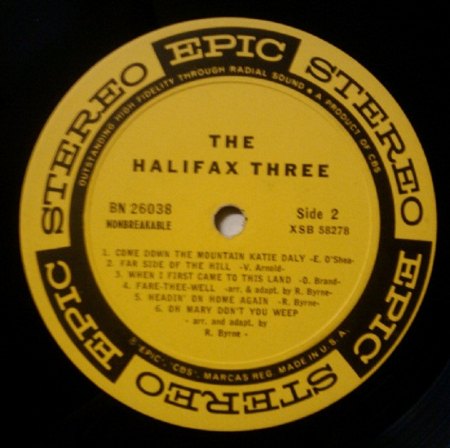 EPIC
STEREO
EPIC
STEREO
EPIC
STEREO
OUTSTANDING HIGH FIDELITY THROUGH RADIAL SOUND • A PRODUCT OF CBS
THE
HALIFAX THREE
BN 26038
NONBREAKABLE
Side 2
XSB 58278
1. COME DOWN THE MOUNTAIN KATIE DALY -E. O'Shea-
2. FAR SIDE OF THE HILL -V. Arnold-
3. WHEN I FIRST CAME TO THIS LAND -O. Brand-
4. FARE-THEE-WELL -arr. & adapt. by R. Byrne-
5. HEADIN' ON HOME AGAIN -R. Byrne-
6. OH MARY DON'T YOU WEEP
- arr. and adapt. by
R. Byrne -
® "EPIC", "CBS", MARCAS REG. MADE IN U.S.A.